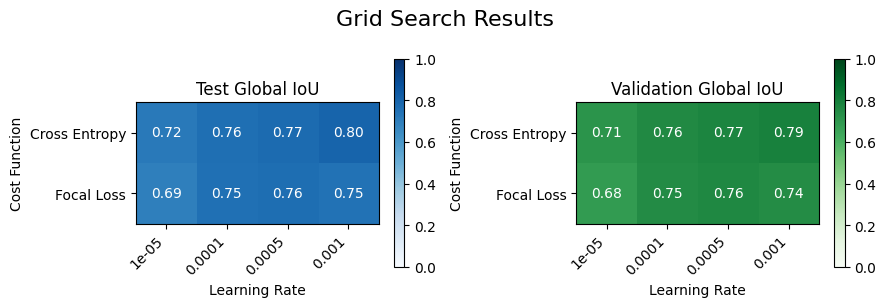 Grid Search Results
Test Global IoU
Cost Function
Cross Entropy
0.72 0.76 0.77 0.80
Focal Loss
0.69 0.75 0.76 0.75
1e-05 0.0001 0.0005 0.001
Learning Rate
1.0
0.8
0.6
0.4
0.2
0.0
Validation Global IoU
Cost Function
Cross Entropy
0.71 0.76 0.77 0.79
Focal Loss
0.68 0.75 0.76 0.74
1e-05 0.0001 0.0005 0.001
Learning Rate
1.0
0.8
0.6
0.4
0.2
0.0